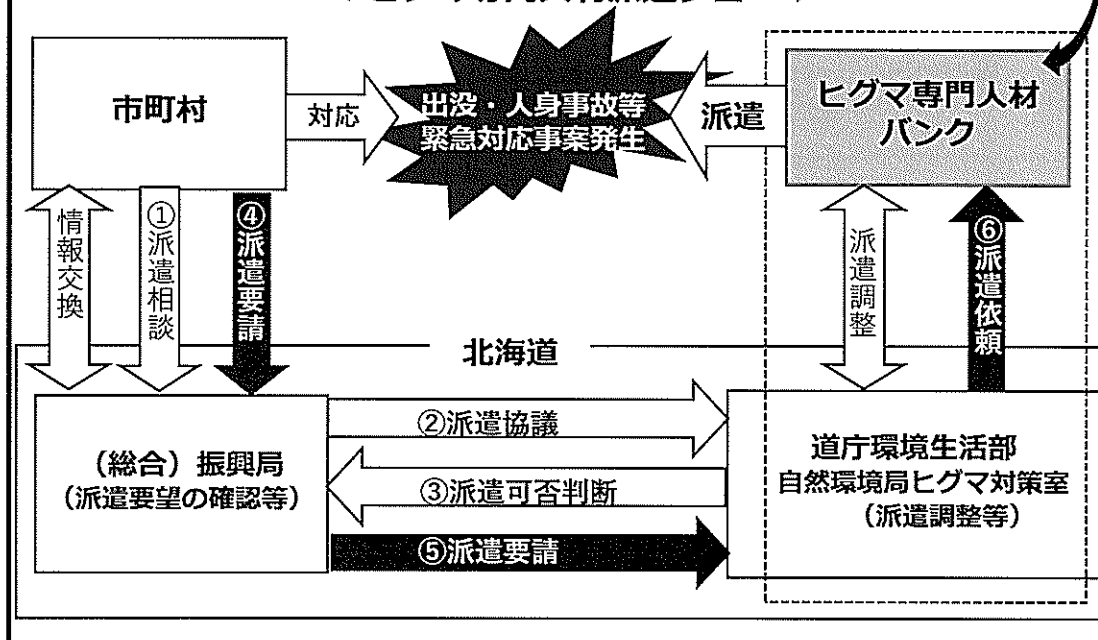 市町村
対応
出没・人身事故等
緊急対応事案発生
派遣
ヒグマ専門人材
バンク
情報交換
①派遣相談
④派遣要請
派遣調整
⑥派遣依頼
北海道
(総合)振興局
(派遣要望の確認等)
②派遣協議
③派遣可否判断
⑤派遣要請
道庁環境生活部
自然環境局ヒグマ対策室
(派遣調整等)